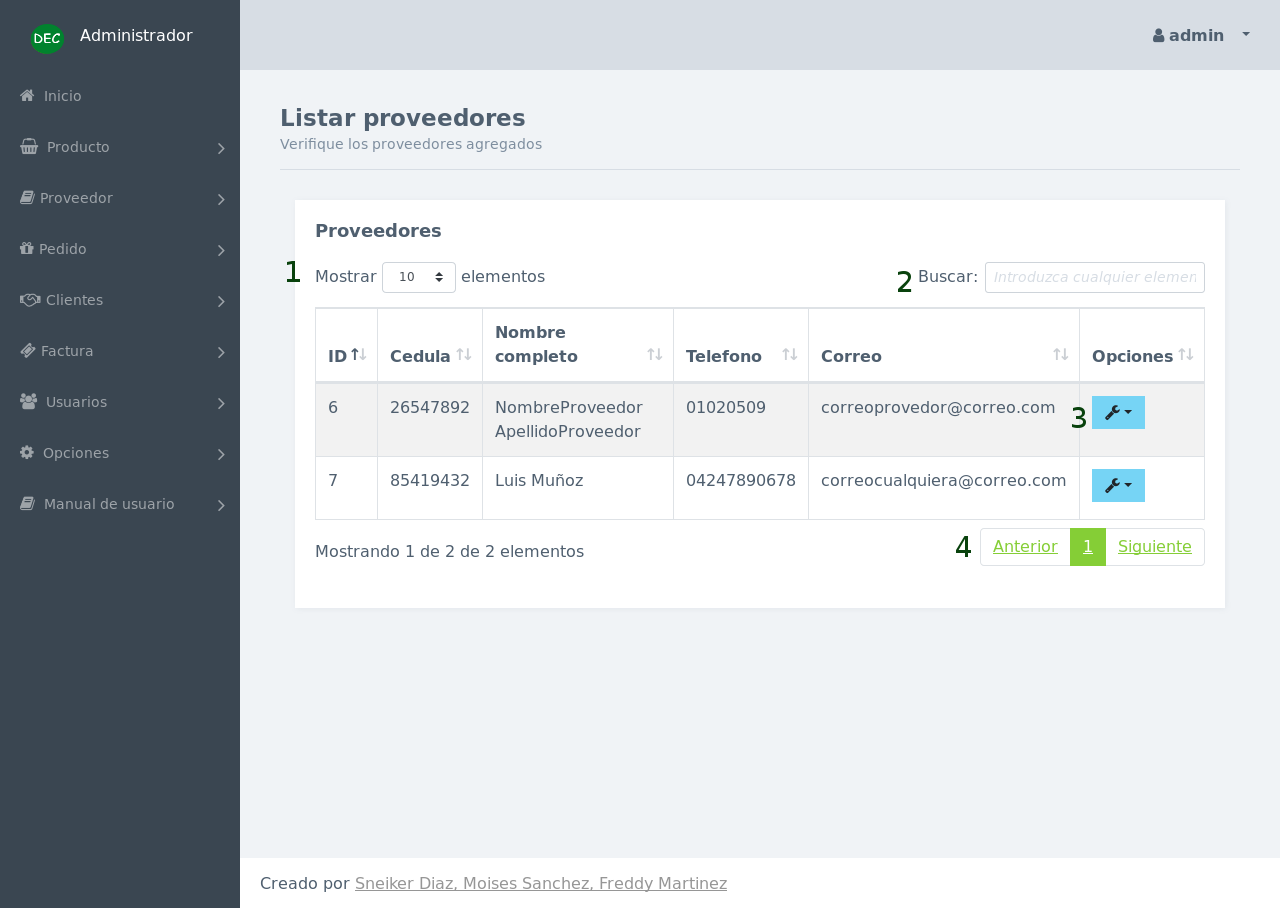 DEC Administrador
admin
Inicio
Producto
Proveedor
Pedido
Clientes
Factura
Usuarios
Opciones
Manual de usuario
Listar proveedores
Verifique los proveedores agregados
Proveedores
1 Mostrar 10 elementos
2 Buscar: Introduzca cualquier elemen
ID Cedula Nombre completo Telefono Correo Opciones
6 26547892 NombreProveedor ApellidoProveedor 01020509 correoprovedor@correo.com 3
7 85419432 Luis Muñoz 04247890678 correocualquiera@correo.com
Mostrando 1 de 2 de 2 elementos
4 Anterior 1 Siguiente
Creado por Sneiker Diaz, Moises Sanchez, Freddy Martinez